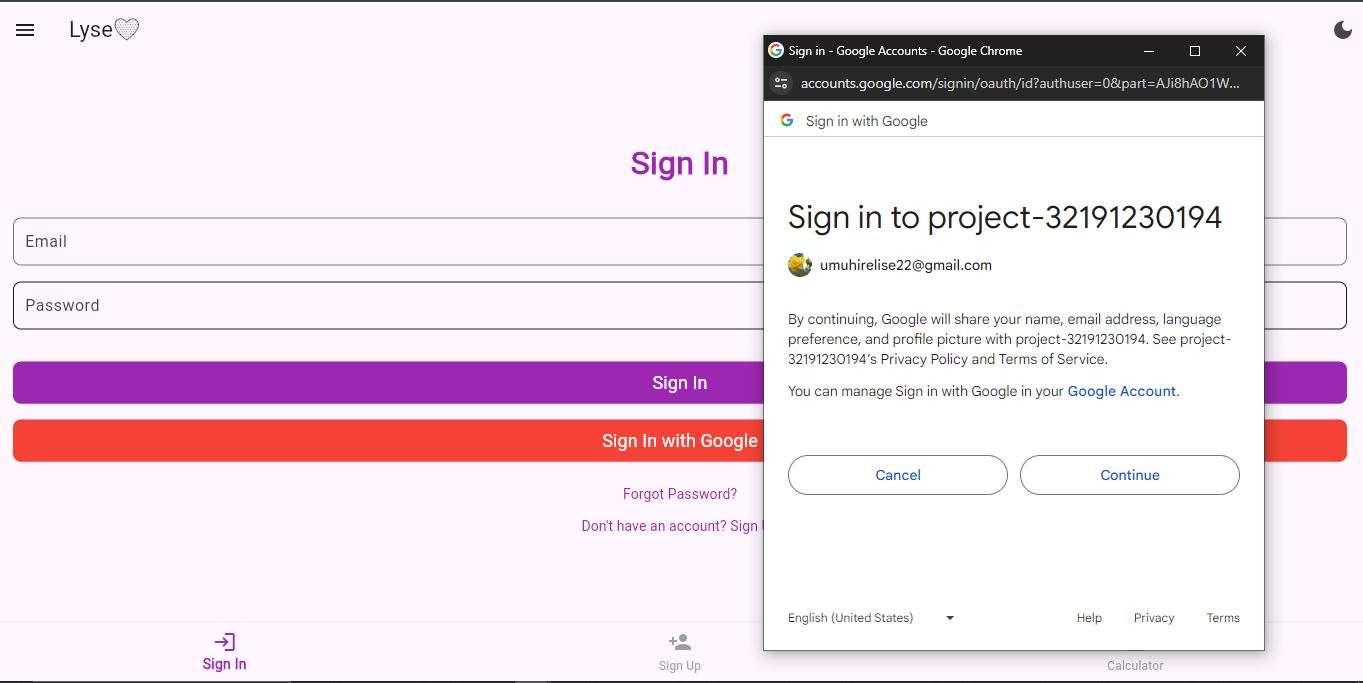 Lyse
Sign In
Email
Password
Sign In
Sign In with Google
Forgot Password?
Don't have an account? Sign
Sign In
Sign Up
Calculator
Sign in - Google Accounts - Google Chrome
accounts.google.com/signin/oauth/id?authuser=0&part=AJi8hAO1W...
Sign in with Google
Sign in to project-32191230194
umuhirelise22@gmail.com
By continuing, Google will share your name, email address, language
preference, and profile picture with project-32191230194. See project-
32191230194’s Privacy Policy and Terms of Service.
You can manage Sign in with Google in your Google Account.
Cancel
Continue
English (United States)
Help
Privacy
Terms